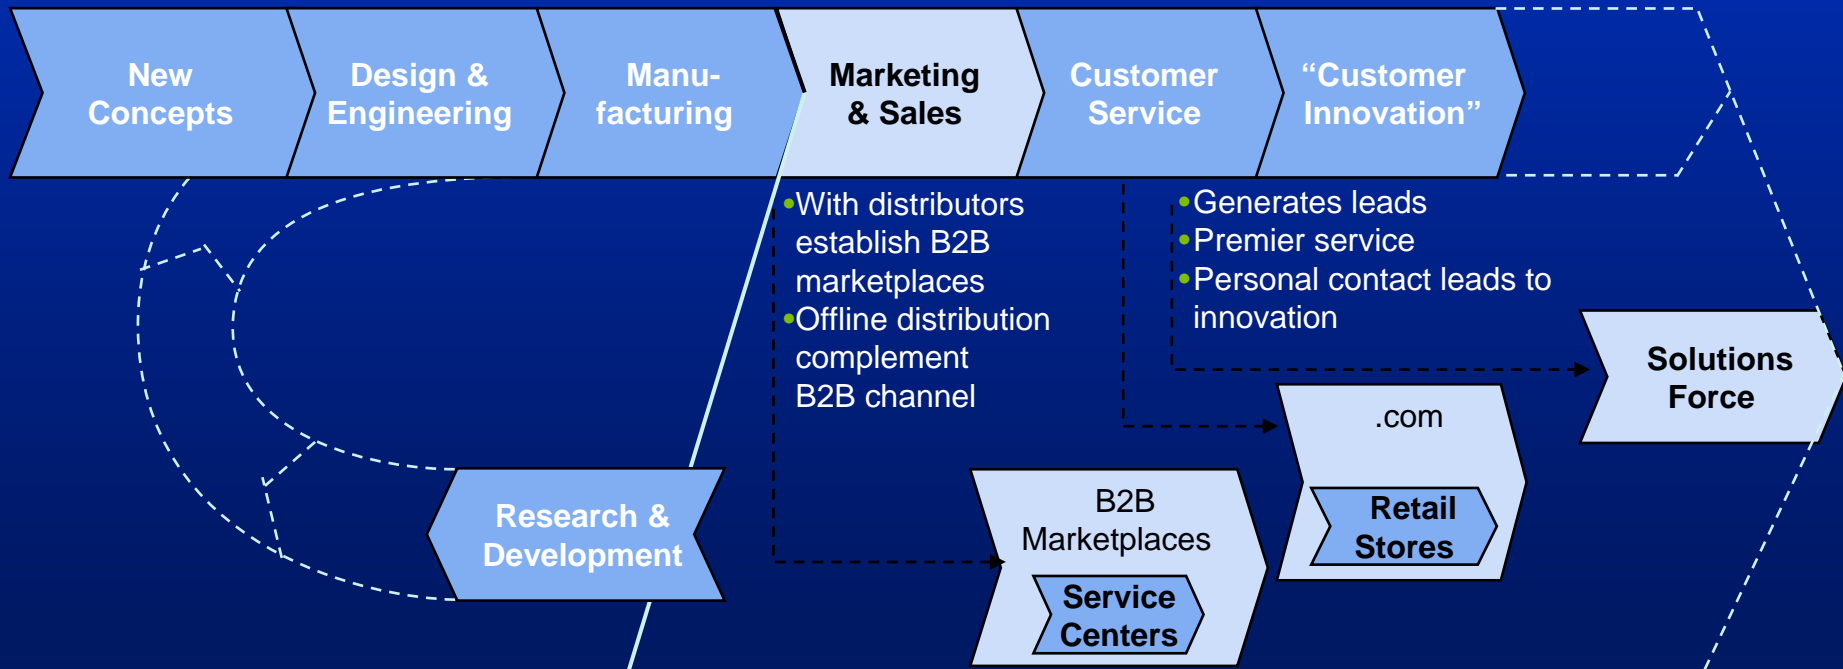 New
Concepts
Design &
Engineering
Manu-
facturing
Marketing
& Sales
Customer
Service
“Customer
Innovation”
•With distributors
establish B2B
marketplaces
•Offline distribution
complement
B2B channel
•Generates leads
•Premier service
•Personal contact leads to
innovation
Solutions
Force
.com
Retail
Stores
B2B
Marketplaces
Service
Centers
Research &
Development